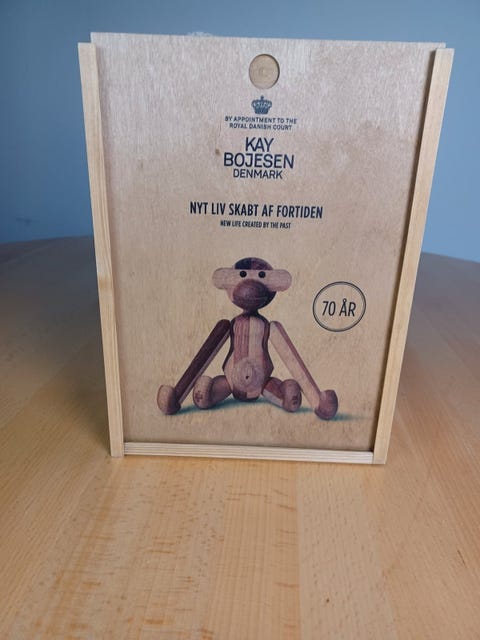 BY APPOINTMENT TO THE
ROYAL DANISH COURT
KAY
BOJESEN
DENMARK
NYT LIV SKABT AF FORTIDEN
NEW LIFE CREATED BY THE PAST
70 ÅR